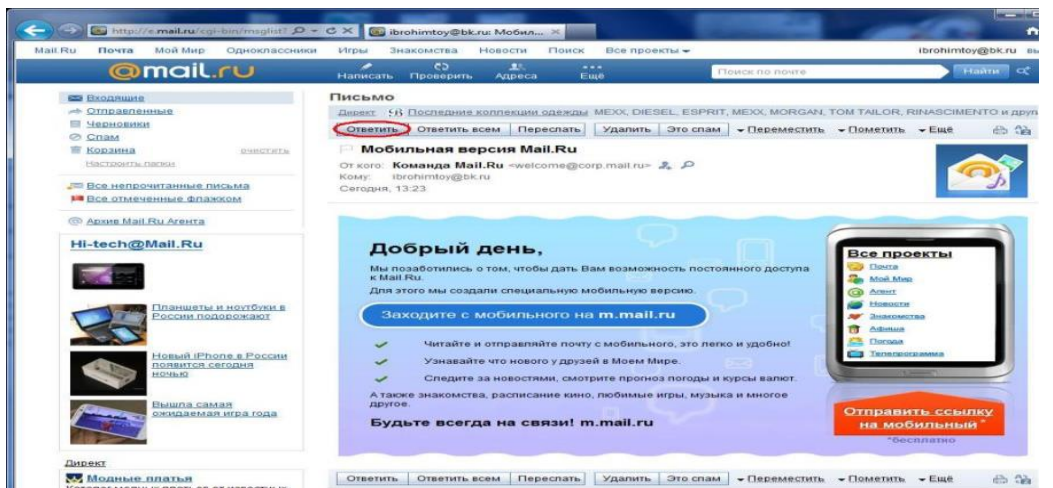 http://e.mail.ru/cgi-bin/msglist?
ibrohimtoy@bk.ru: Мобил...
Mail.Ru Почта Мой Мир Одноклассники Игры Знакомства Новости Поиск Все проекты
ibrohimtoy@bk.ru
@mail.ru
Написать Проверить Адреса Ещё
Поиск по почте
Найти
Входящие
Отправленные
Черновики
Спам
Корзина очистить
Настроить папки
Все непрочитанные письма
Все отмеченные флажком
Архив Mail.Ru Агента
Hi-tech@Mail.Ru
Планшеты и ноутбуки в
России подорожают
Новый iPhone в России
появится сегодня
ночью
Вышла самая
ожидаемая игра года
Директ
Модные платья
Письмо
Директ Последние коллекции одежды MEXX, DIESEL, ESPRIT, MEXX, MORGAN, TOM TAILOR, RINASCIMENTO и други
Ответить Ответить всем Переслать Удалить Это спам Переместить Пометить Ещё
Мобильная версия Mail.Ru
От кого: Команда Mail.Ru <welcome@corp.mail.ru>
Кому: ibrohimtoy@bk.ru
Сегодня, 13:23
Добрый день,
Мы позаботились о том, чтобы дать Вам возможность постоянного доступа
к Mail.Ru.
Для этого мы создали специальную мобильную версию.
Заходите с мобильного на m.mail.ru
Читайте и отправляйте почту с мобильного, это легко и удобно!
Узнавайте что нового у друзей в Моем Мире.
Следите за новостями, смотрите прогноз погоды и курсы валют.
А также знакомства, расписание кино, любимые игры, музыка и многое
другое.
Будьте всегда на связи! m.mail.ru
Все проекты
Почта
Мой Мир
Агент
Новости
Знакомства
Афиша
Погода
Телепрограмма
Отправить ссылку
на мобильный*
*бесплатно
Ответить Ответить всем Переслать Удалить Это спам Переместить Пометить Ещё